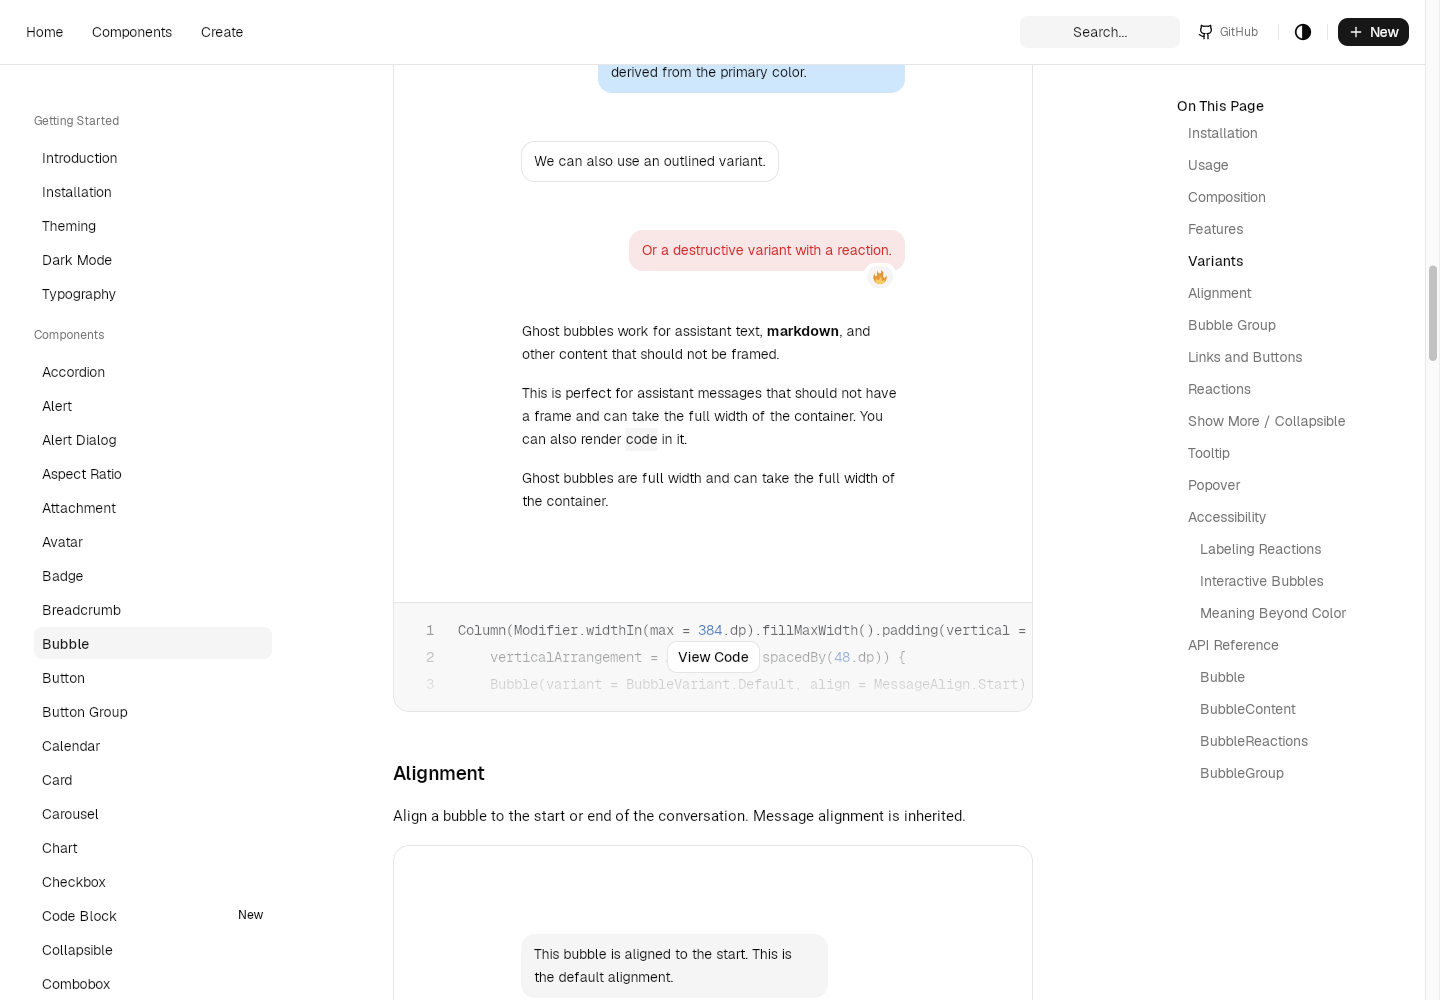 Home
Components
Create
Search...
GitHub
New
Getting Started
Introduction
Installation
Theming
Dark Mode
Typography
Components
Accordion
Alert
Alert Dialog
Aspect Ratio
Attachment
Avatar
Badge
Breadcrumb
Bubble
Button
Button Group
Calendar
Card
Carousel
Chart
Checkbox
Code Block
New
Collapsible
Combobox
derived from the primary color.
We can also use an outlined variant.
Or a destructive variant with a reaction.
🔥
Ghost bubbles work for assistant text, markdown, and
other content that should not be framed.
This is perfect for assistant messages that should not have
a frame and can take the full width of the container. You
can also render code in it.
Ghost bubbles are full width and can take the full width of
the container.
1 Column(Modifier.widthIn(max = 384.dp).fillMaxWidth().padding(vertical =
2 verticalArrangement = spacedBy(48.dp)) {
View Code
3 Bubble(variant = BubbleVariant.Default, align = MessageAlign.Start)
Alignment
Align a bubble to the start or end of the conversation. Message alignment is inherited.
This bubble is aligned to the start. This is
the default alignment.
On This Page
Installation
Usage
Composition
Features
Variants
Alignment
Bubble Group
Links and Buttons
Reactions
Show More / Collapsible
Tooltip
Popover
Accessibility
Labeling Reactions
Interactive Bubbles
Meaning Beyond Color
API Reference
Bubble
BubbleContent
BubbleReactions
BubbleGroup